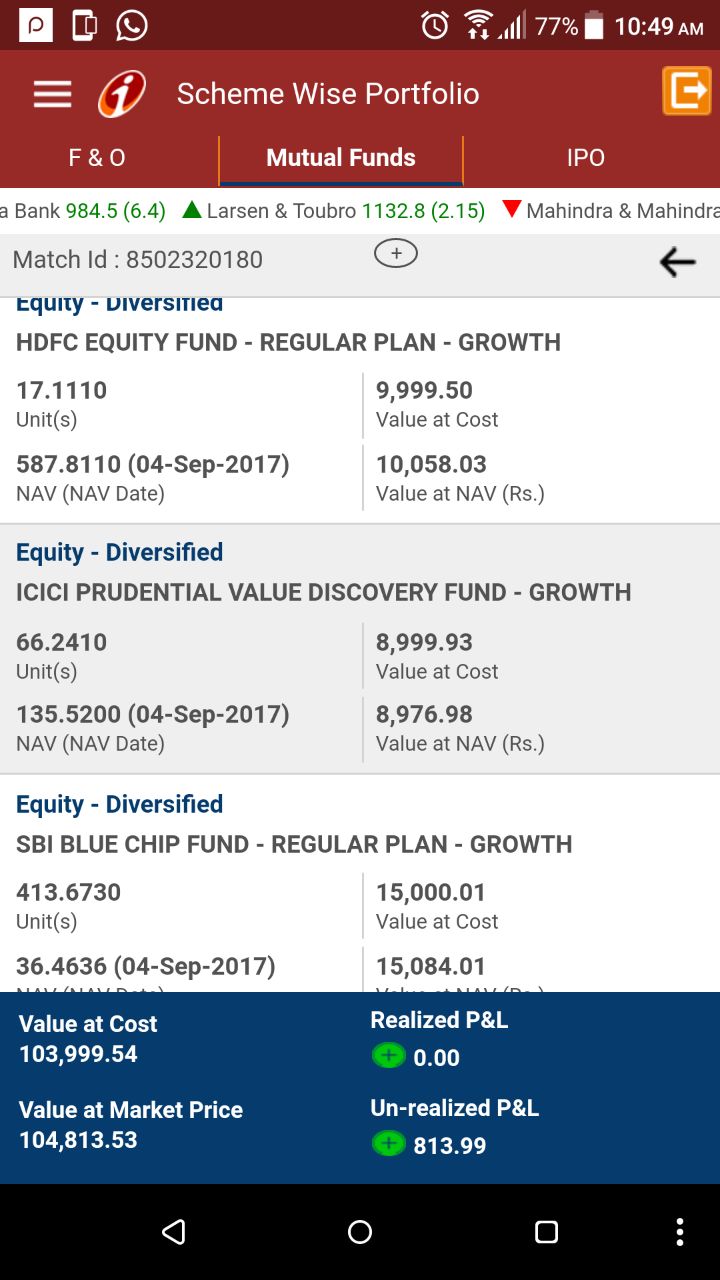 77% 10:49 AM
Scheme Wise Portfolio
F & O Mutual Funds IPO
a Bank 984.5 (6.4) Larsen & Toubro 1132.8 (2.15) Mahindra & Mahindra
Match Id : 8502320180
Equity - Diversified
HDFC EQUITY FUND - REGULAR PLAN - GROWTH
17.1110 9,999.50
Unit(s) Value at Cost
587.8110 (04-Sep-2017) 10,058.03
NAV (NAV Date) Value at NAV (Rs.)
Equity - Diversified
ICICI PRUDENTIAL VALUE DISCOVERY FUND - GROWTH
66.2410 8,999.93
Unit(s) Value at Cost
135.5200 (04-Sep-2017) 8,976.98
NAV (NAV Date) Value at NAV (Rs.)
Equity - Diversified
SBI BLUE CHIP FUND - REGULAR PLAN - GROWTH
413.6730 15,000.01
Unit(s) Value at Cost
36.4636 (04-Sep-2017) 15,084.01
NAV (NAV Date) Value at NAV (Rs.)
Value at Cost Realized P&L
103,999.54 0.00
Value at Market Price Un-realized P&L
104,813.53 813.99